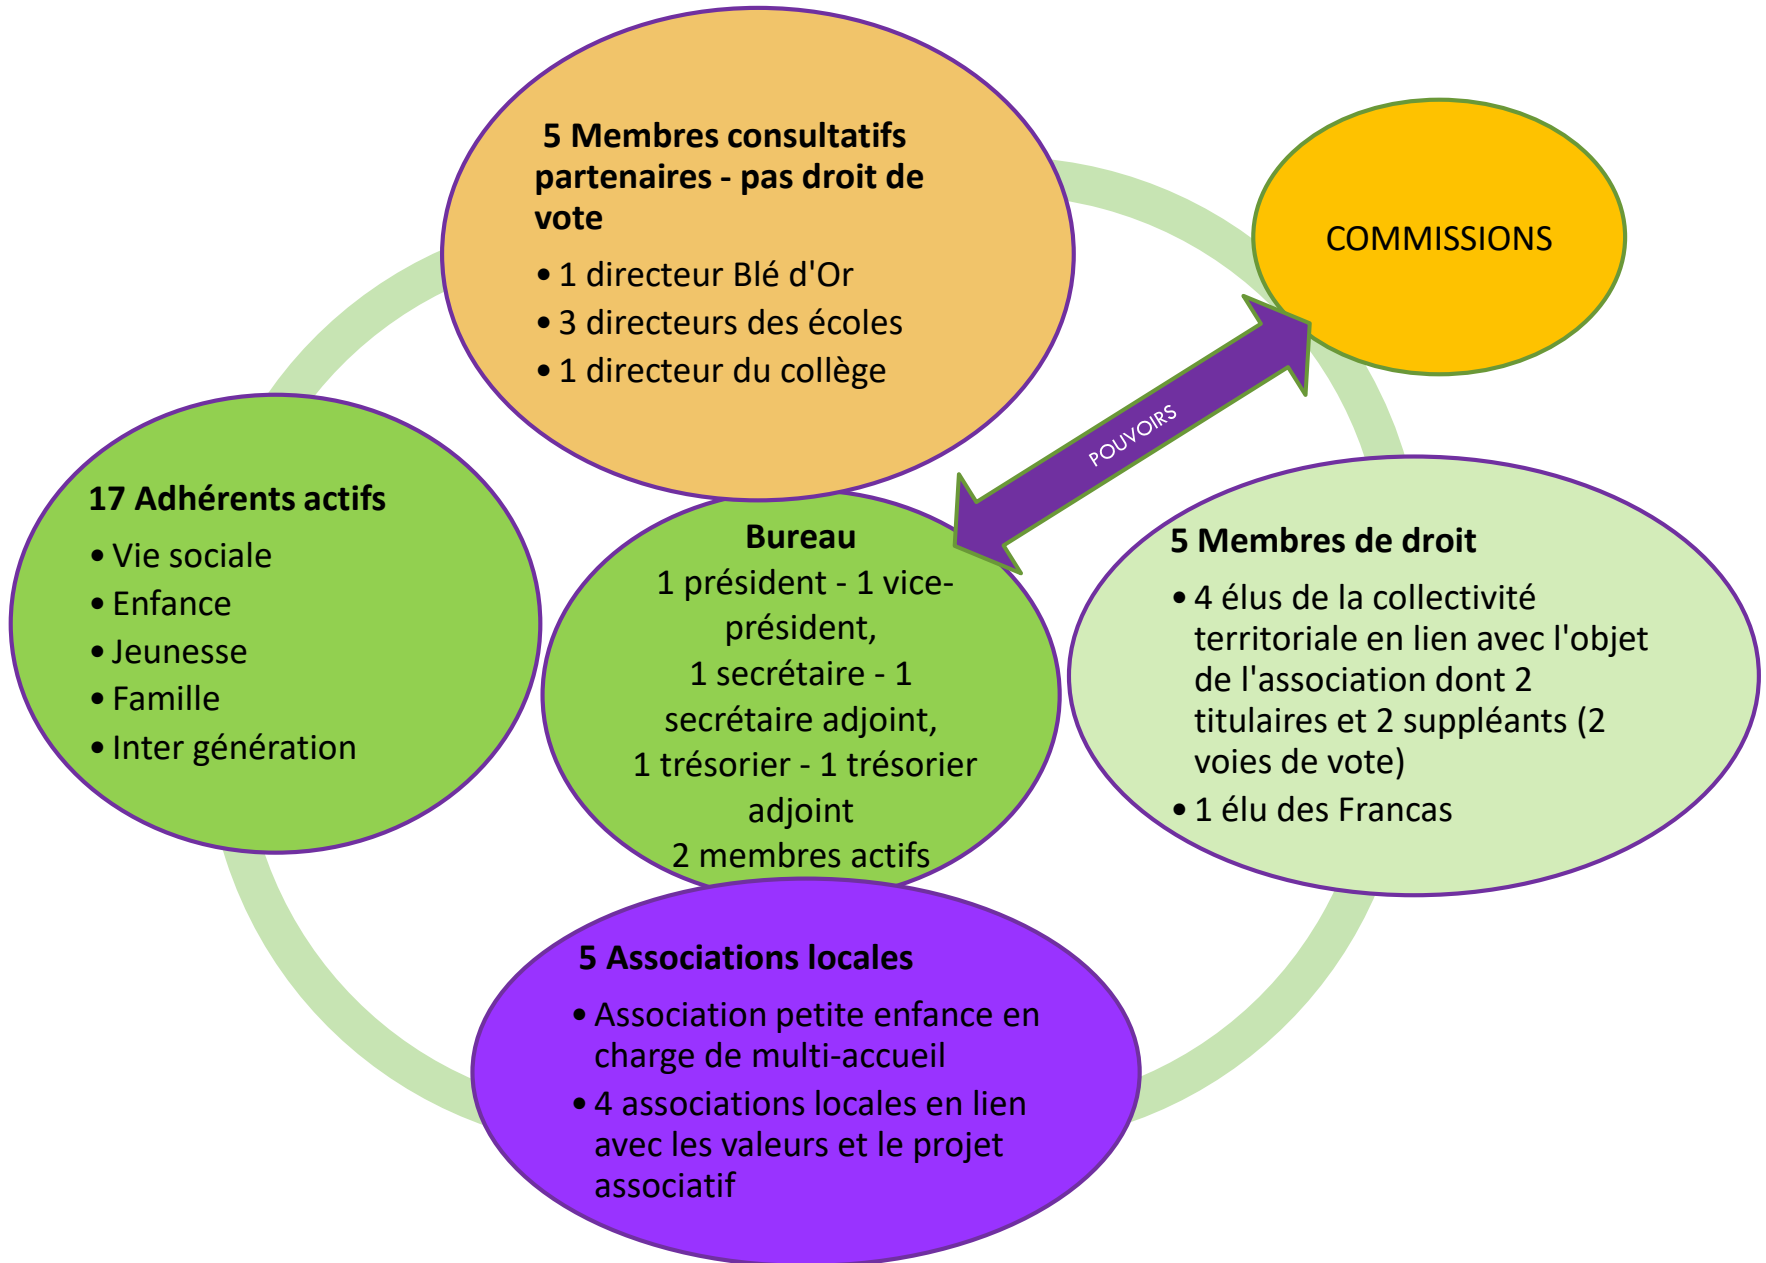 5 Membres consultatifs
partenaires - pas droit de
vote
• 1 directeur Blé d'Or
• 3 directeurs des écoles
• 1 directeur du collège
COMMISSIONS
POUVOIRS
17 Adhérents actifs
• Vie sociale
• Enfance
• Jeunesse
• Famille
• Inter génération
Bureau
1 président - 1 vice-
président,
1 secrétaire - 1
secrétaire adjoint,
1 trésorier - 1 trésorier
adjoint
2 membres actifs
5 Membres de droit
• 4 élus de la collectivité
territoriale en lien avec l'objet
de l'association dont 2
titulaires et 2 suppléants (2
voies de vote)
• 1 élu des Francas
5 Associations locales
• Association petite enfance en
charge de multi-accueil
• 4 associations locales en lien
avec les valeurs et le projet
associatif